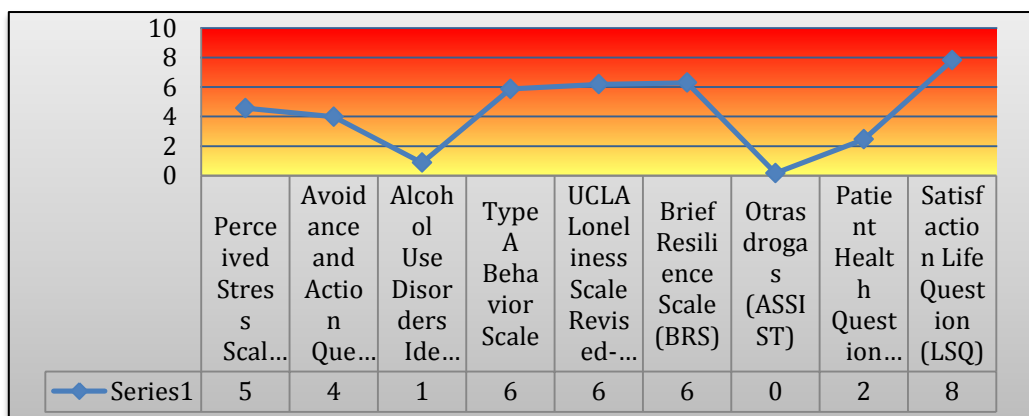 10
8
6
4
2
0
Perce
ived
Stres
s
Scal...
Avoid
ance
and
Actio
n
Que...
Alcoh
ol
Use
Disor
ders
Ide...
Type
A
Beha
vior
Scale
UCLA
Lonel
iness
Scale
Revis
ed-...
Brief
Resili
ence
Scale
(BRS)
Otras
droga
s
(ASSI
ST)
Patie
nt
Healt
h
Quest
ion...
Satisf
actio
n Life
Quest
ion
(LSQ)
Series1 5 4 1 6 6 6 0 2 8